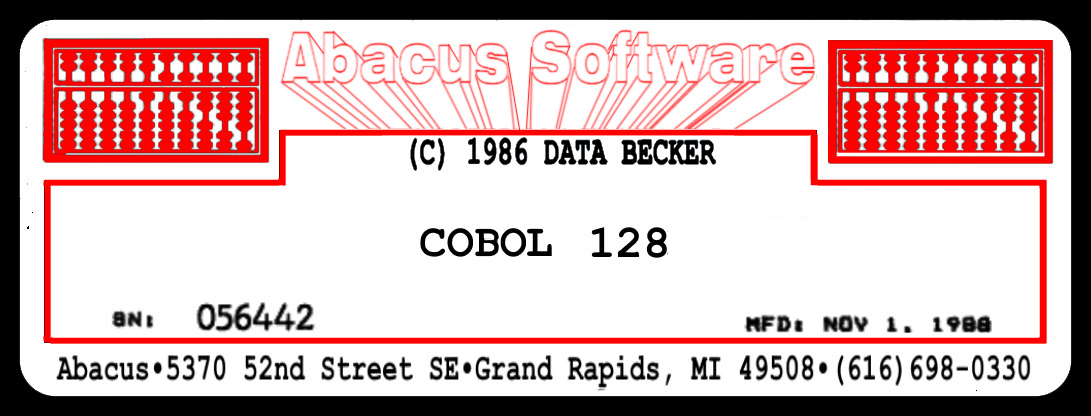 Abacus Software
(C) 1986 DATA BECKER
COBOL 128
SN: 056442
MFD: NOV 1. 1988
Abacus•5370 52nd Street SE•Grand Rapids, MI 49508•(616)698-0330